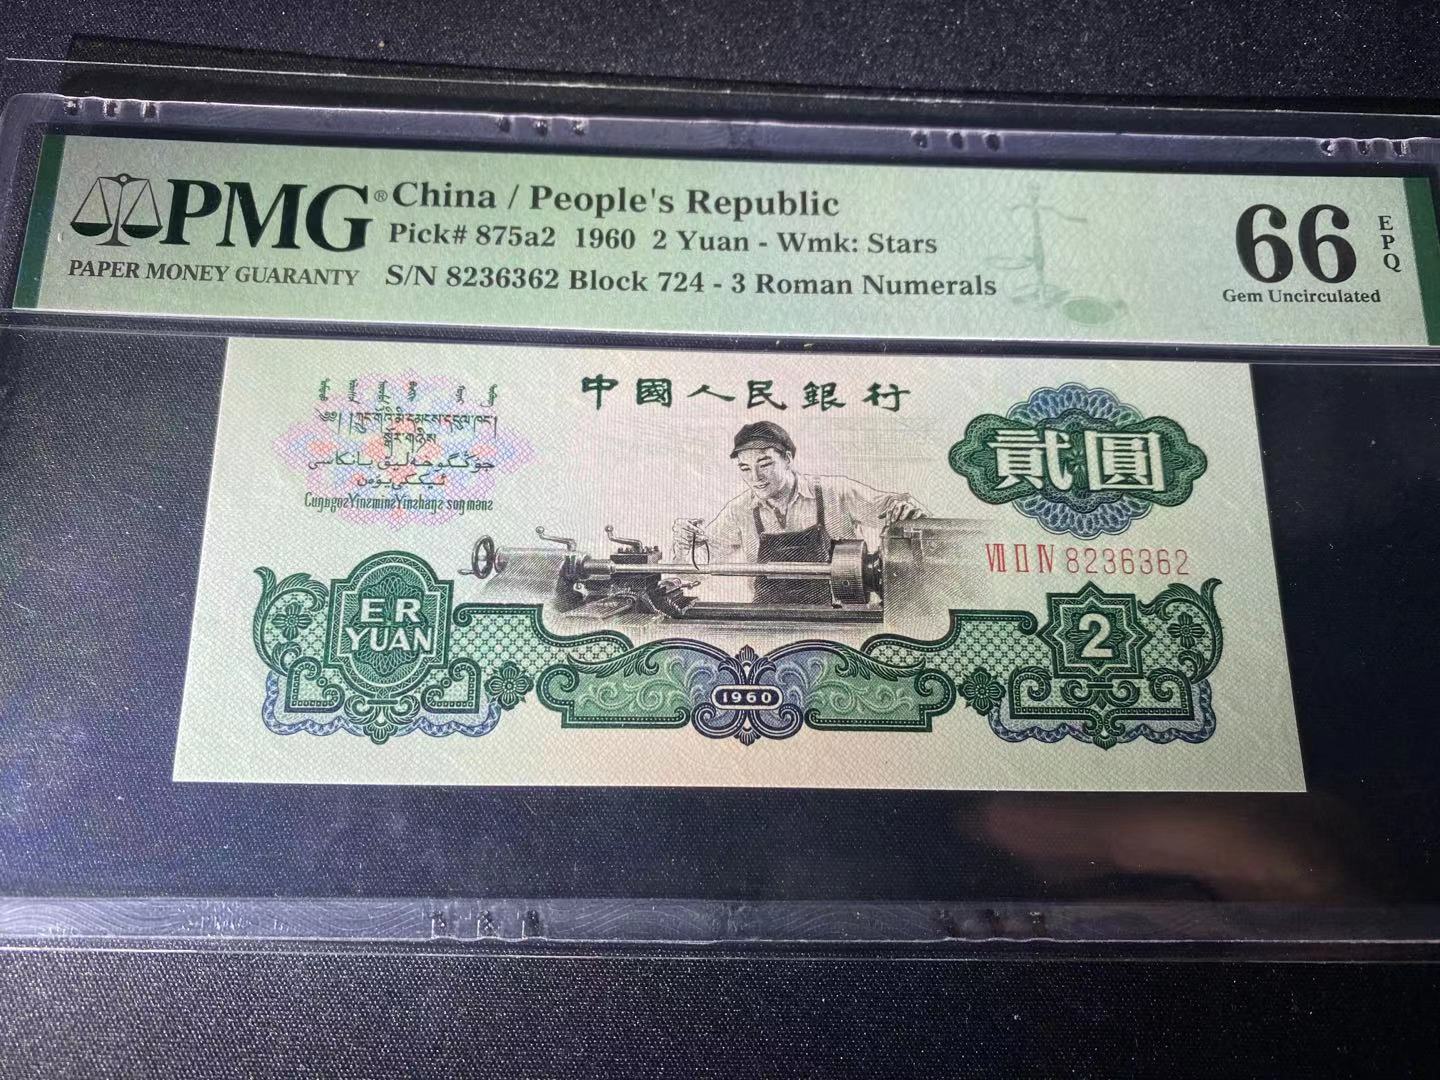 PMG® China / People's Republic
PAPER MONEY GUARANTY
Pick# 875a2 1960 2 Yuan - Wmk: Stars
S/N 8236362 Block 724 - 3 Roman Numerals
66 EPQ
Gem Uncirculated
中國人民銀行
貳圓
CunngozYinzminzYinzhanz songmanz
VII II IV 8236362
ER
YUAN
2
1960